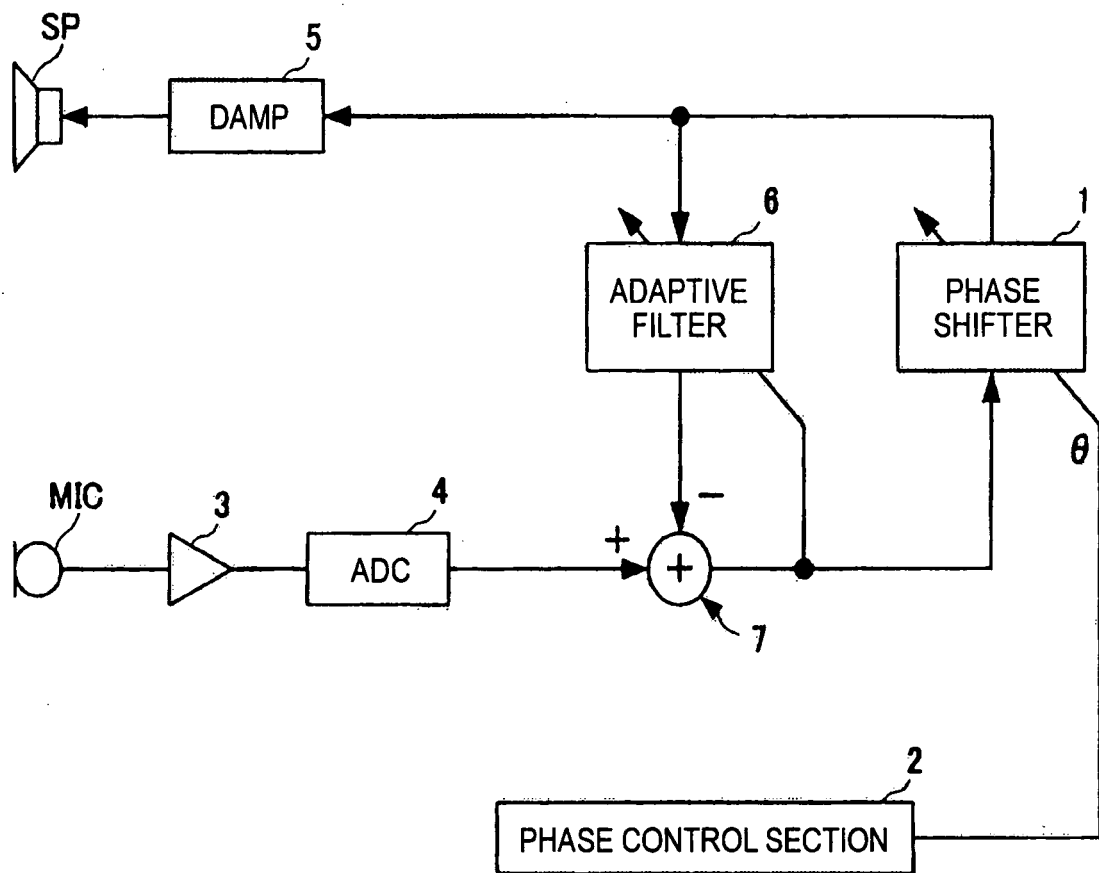 SP
5
DAMP
6
1
ADAPTIVE
FILTER
PHASE
SHIFTER
θ
MIC
3
4
ADC
+
−
+
7
2
PHASE CONTROL SECTION